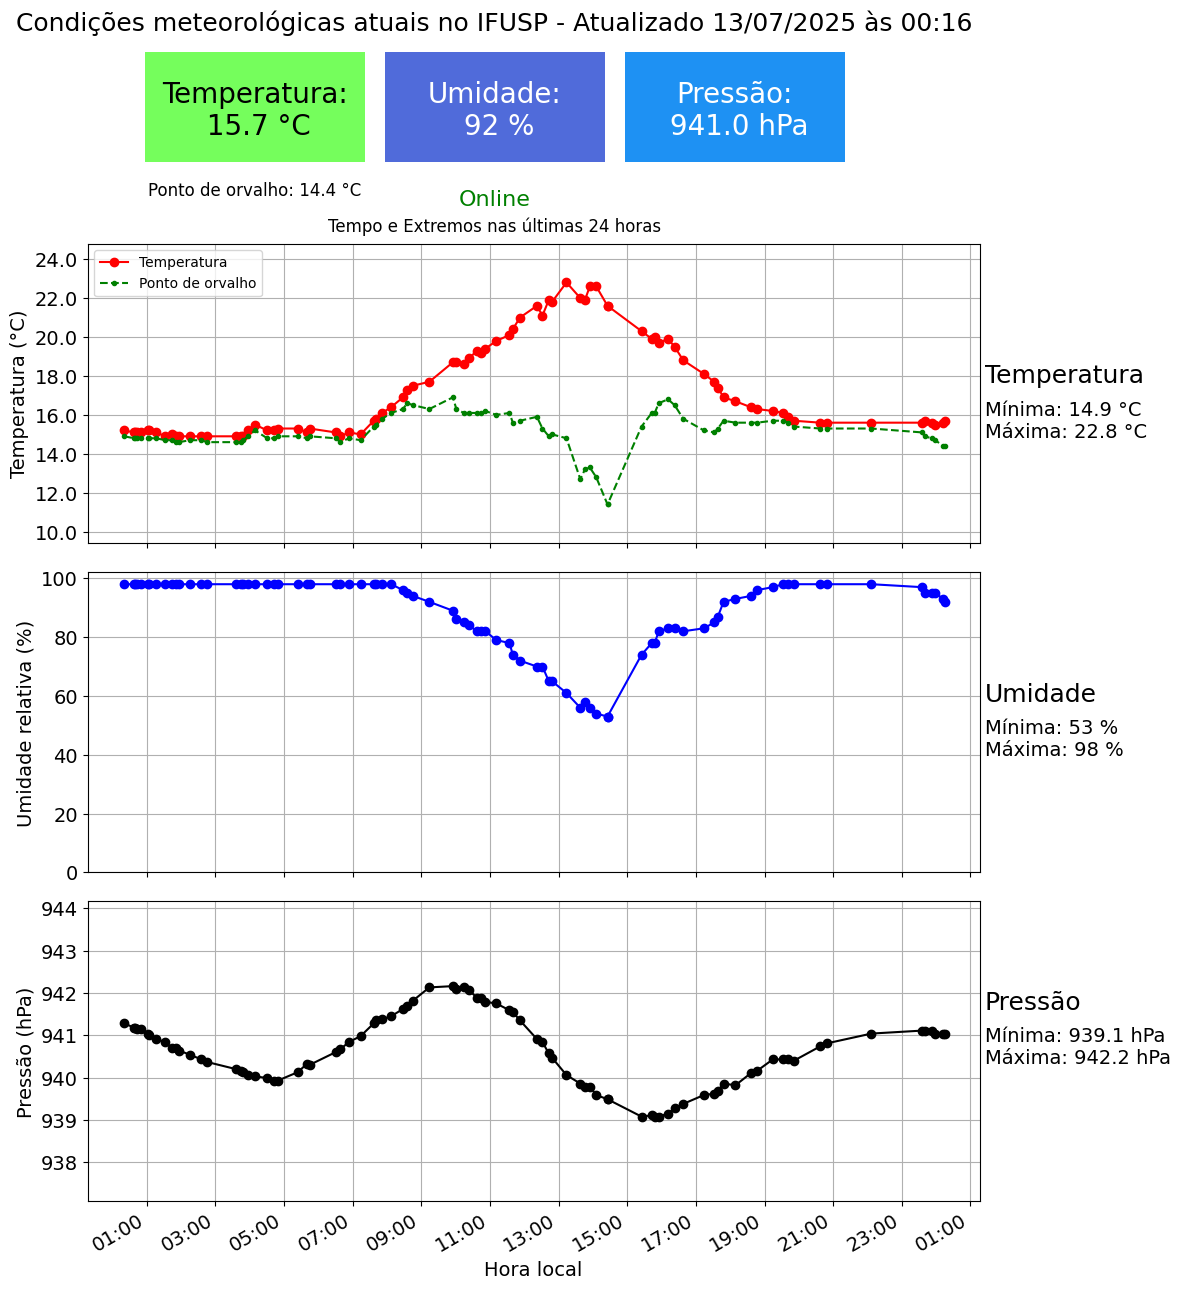 Condições meteorológicas atuais no IFUSP - Atualizado 13/07/2025 às 00:16
Temperatura:
15.7 °C
Umidade:
92 %
Pressão:
941.0 hPa
Ponto de orvalho: 14.4 °C
Online
Tempo e Extremos nas últimas 24 horas
Temperatura
Ponto de orvalho
Temperatura (°C)
24.0
22.0
20.0
18.0
16.0
14.0
12.0
10.0
Temperatura
Mínima: 14.9 °C
Máxima: 22.8 °C
Umidade relativa (%)
100
80
60
40
20
0
Umidade
Mínima: 53 %
Máxima: 98 %
Pressão (hPa)
944
943
942
941
940
939
938
Pressão
Mínima: 939.1 hPa
Máxima: 942.2 hPa
01:00 03:00 05:00 07:00 09:00 11:00 13:00 15:00 17:00 19:00 21:00 23:00 01:00
Hora local